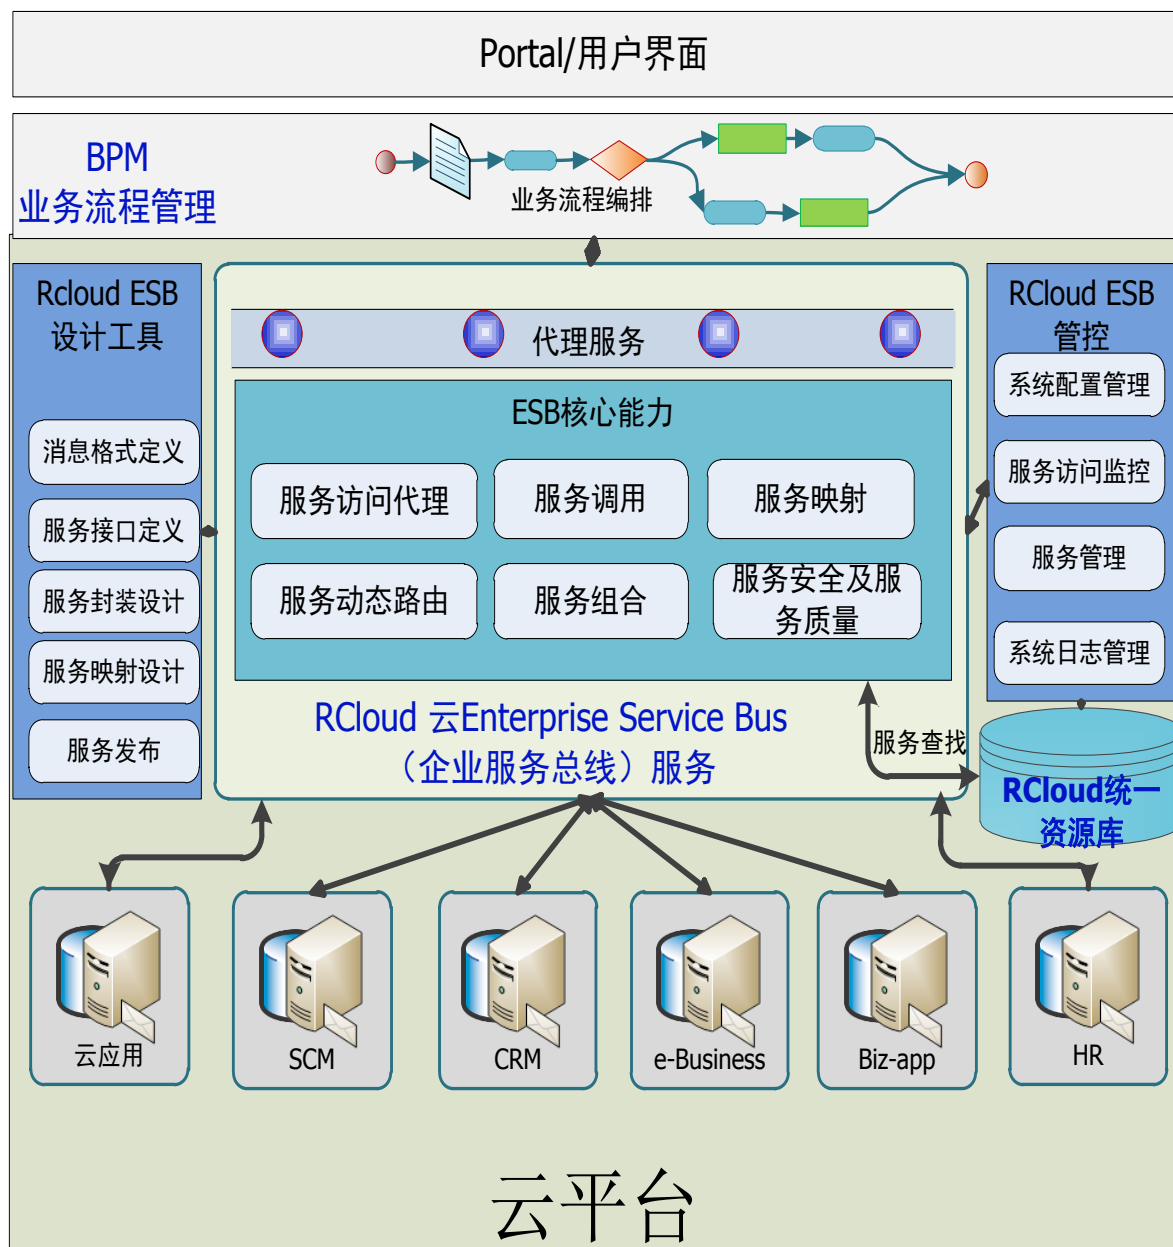 Portal/用户界面
BPM
业务流程管理
业务流程编排
Rcloud ESB
设计工具
消息格式定义
服务接口定义
服务封装设计
服务映射设计
服务发布
代理服务
ESB核心能力
服务访问代理
服务调用
服务映射
服务动态路由
服务组合
服务安全及服
务质量
RCloud 云Enterprise Service Bus
（企业服务总线）服务
RCloud ESB
管控
系统配置管理
服务访问监控
服务管理
系统日志管理
服务查找
RCloud统一
资源库
云应用
SCM
CRM
e-Business
Biz-app
HR
云平台